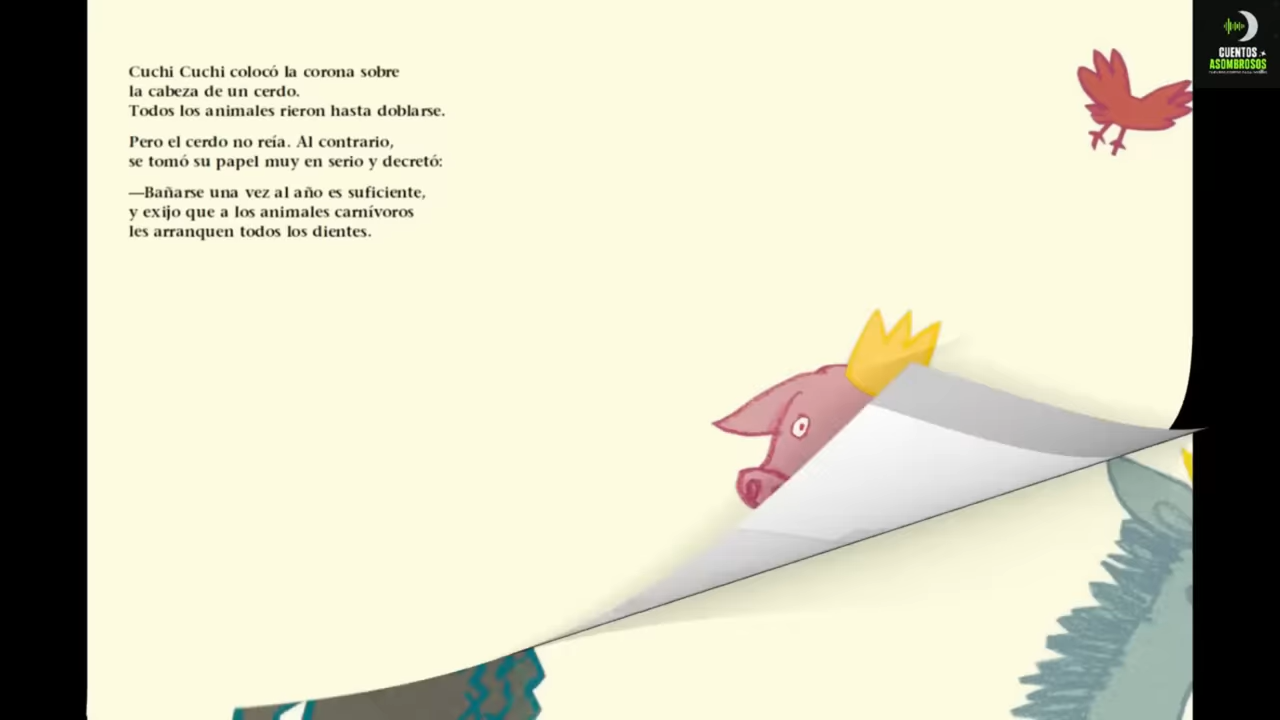 Cuchi Cuchi colocó la corona sobre
la cabeza de un cerdo.
Todos los animales rieron hasta doblarse.
Pero el cerdo no reía. Al contrario,
se tomó su papel muy en serio y decretó:
—Bañarse una vez al año es suficiente,
y exijo que a los animales carnívoros
les arranquen todos los dientes.
CUENTOS
ASOMBROSOS